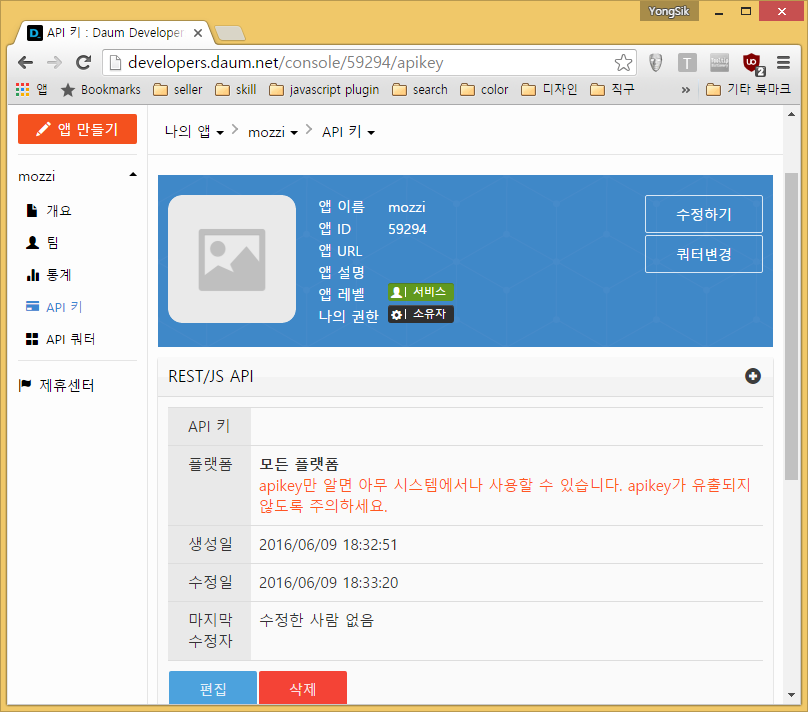 YongSik
API 키 : Daum Developer
developers.daum.net/console/59294/apikey
앱 Bookmarks seller skill javascript plugin search color 디자인 직구 » 기타 북마크
앱 만들기
나의 앱 mozzi API 키
mozzi
개요
팀
통계
API 키
API 쿼터
제휴센터
앱 이름 mozzi
앱 ID 59294
앱 URL
앱 설명
앱 레벨 서비스
나의 권한 소유자
수정하기
쿼터변경
REST/JS API
API 키
플랫폼 모든 플랫폼
apikey만 알면 아무 시스템에서나 사용할 수 있습니다. apikey가 유출되지
않도록 주의하세요.
생성일 2016/06/09 18:32:51
수정일 2016/06/09 18:33:20
마지막
수정자 수정한 사람 없음
편집 삭제